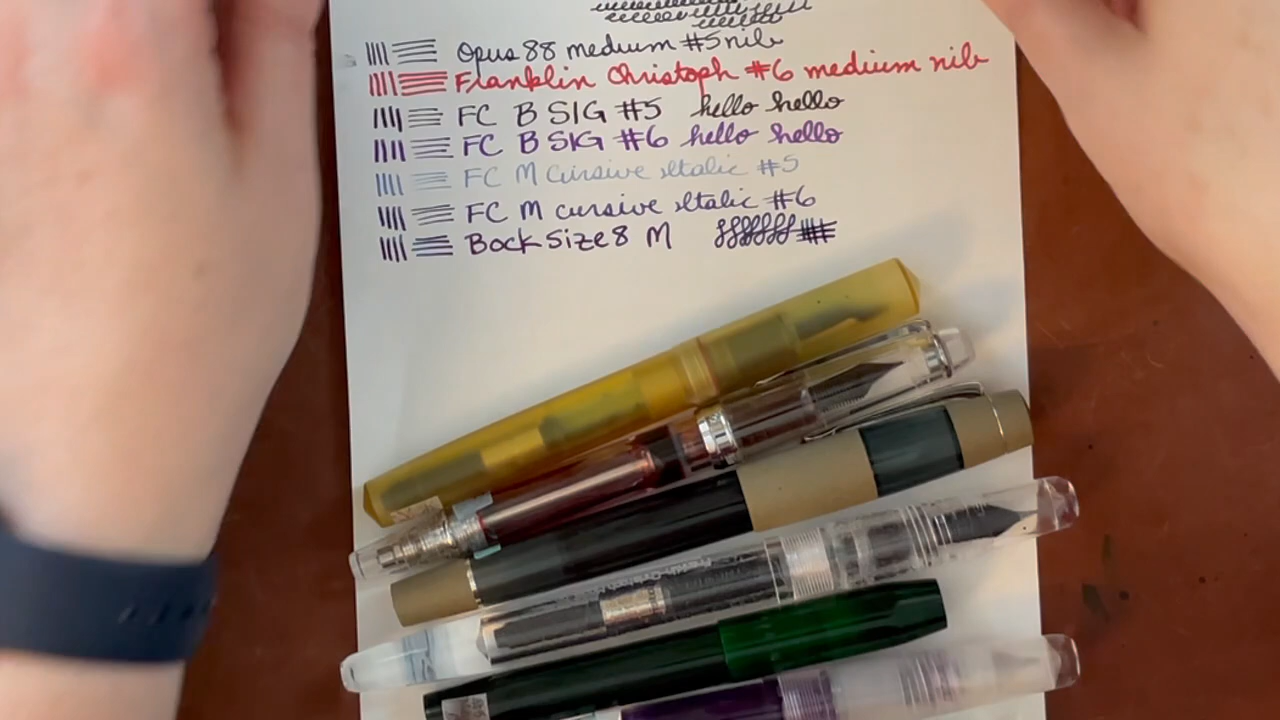 Opus 88 medium #5 nib
Franklin Christoph #6 medium nib
FC B SIG #5 hello hello
FC B SIG #6 hello hello
FC M Cursive Italic #5
FC M cursive Italic #6
Bock Size 8 M